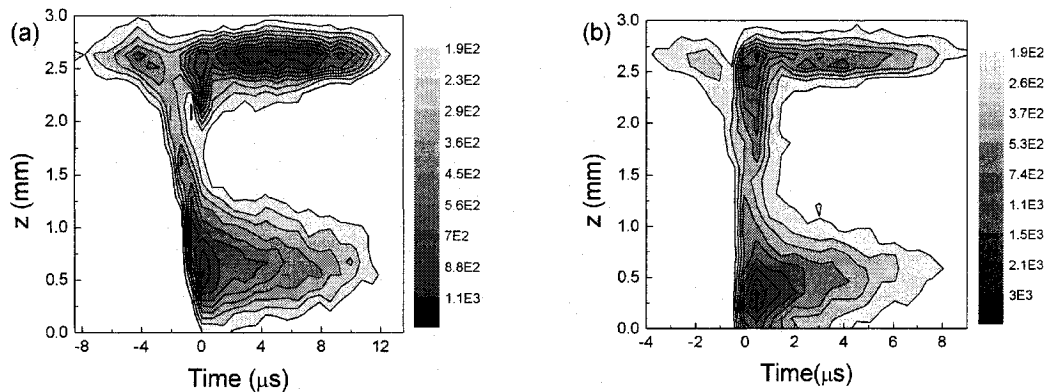 (a)
3.0
2.5
2.0
1.5
1.0
0.5
0.0
z (mm)
-8
-4
0
4
8
12
Time (μs)
1.9E2
2.3E2
2.9E2
3.6E2
4.5E2
5.6E2
7E2
8.8E2
1.1E3
(b)
3.0
2.5
2.0
1.5
1.0
0.5
0.0
z (mm)
-4
-2
0
2
4
6
8
Time(μs)
1.9E2
2.6E2
3.7E2
5.3E2
7.4E2
1.1E3
1.5E3
2.1E3
3E3